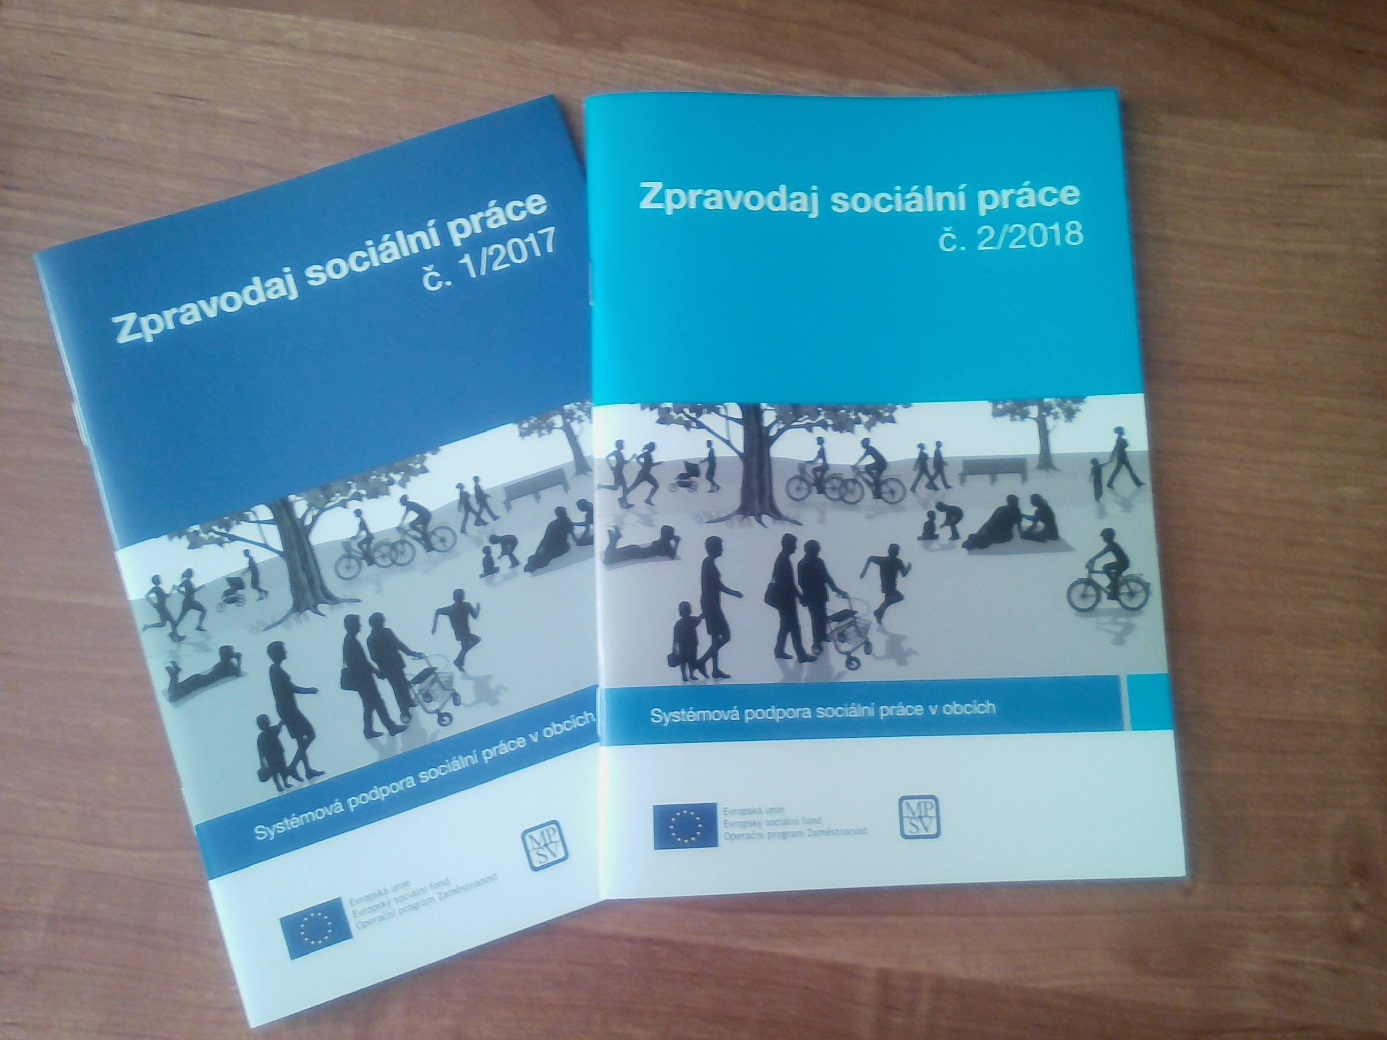 Zpravodaj sociální práce
č. 1/2017
Systémová podpora sociální práce v obcích
Evropská unie
Evropský sociální fond
Operační program Zaměstnanost
MP
SV
Zpravodaj sociální práce
č. 2/2018
Systémová podpora sociální práce v obcích
Evropská unie
Evropský sociální fond
Operační program Zaměstnanost
MP
SV